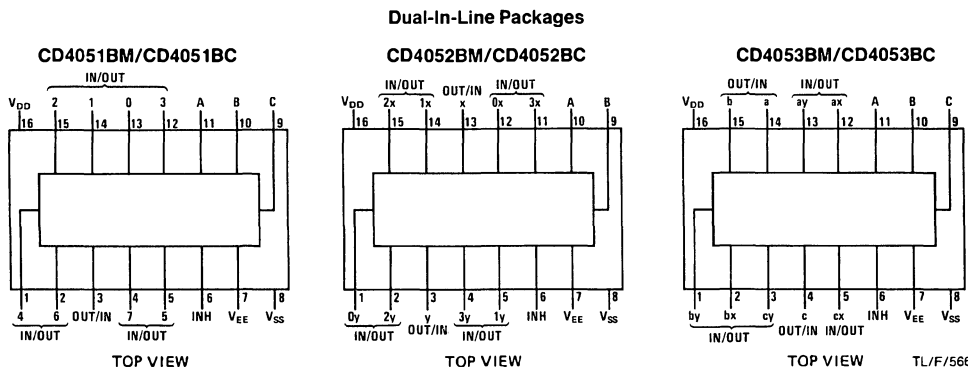 Dual-In-Line Packages
CD4051BM/CD4051BC
IN/OUT
VDD 2 1 0 3 A B C
16 15 14 13 12 11 10 9
1 2 3 4 5 6 7 8
4 6 OUT/IN 7 5 INH VEE VSS
IN/OUT IN/OUT
TOP VIEW
CD4052BM/CD4052BC
IN/OUT OUT/IN IN/OUT
VDD 2x 1x x 0x 3x A B
16 15 14 13 12 11 10 9
1 2 3 4 5 6 7 8
0y 2y y 3y 1y INH VEE VSS
IN/OUT OUT/IN IN/OUT
TOP VIEW
CD4053BM/CD4053BC
OUT/IN IN/OUT
VDD b a ay ax A B C
16 15 14 13 12 11 10 9
1 2 3 4 5 6 7 8
by bx cy c cx INH VEE VSS
IN/OUT OUT/IN IN/OUT
TOP VIEW
TL/F/566